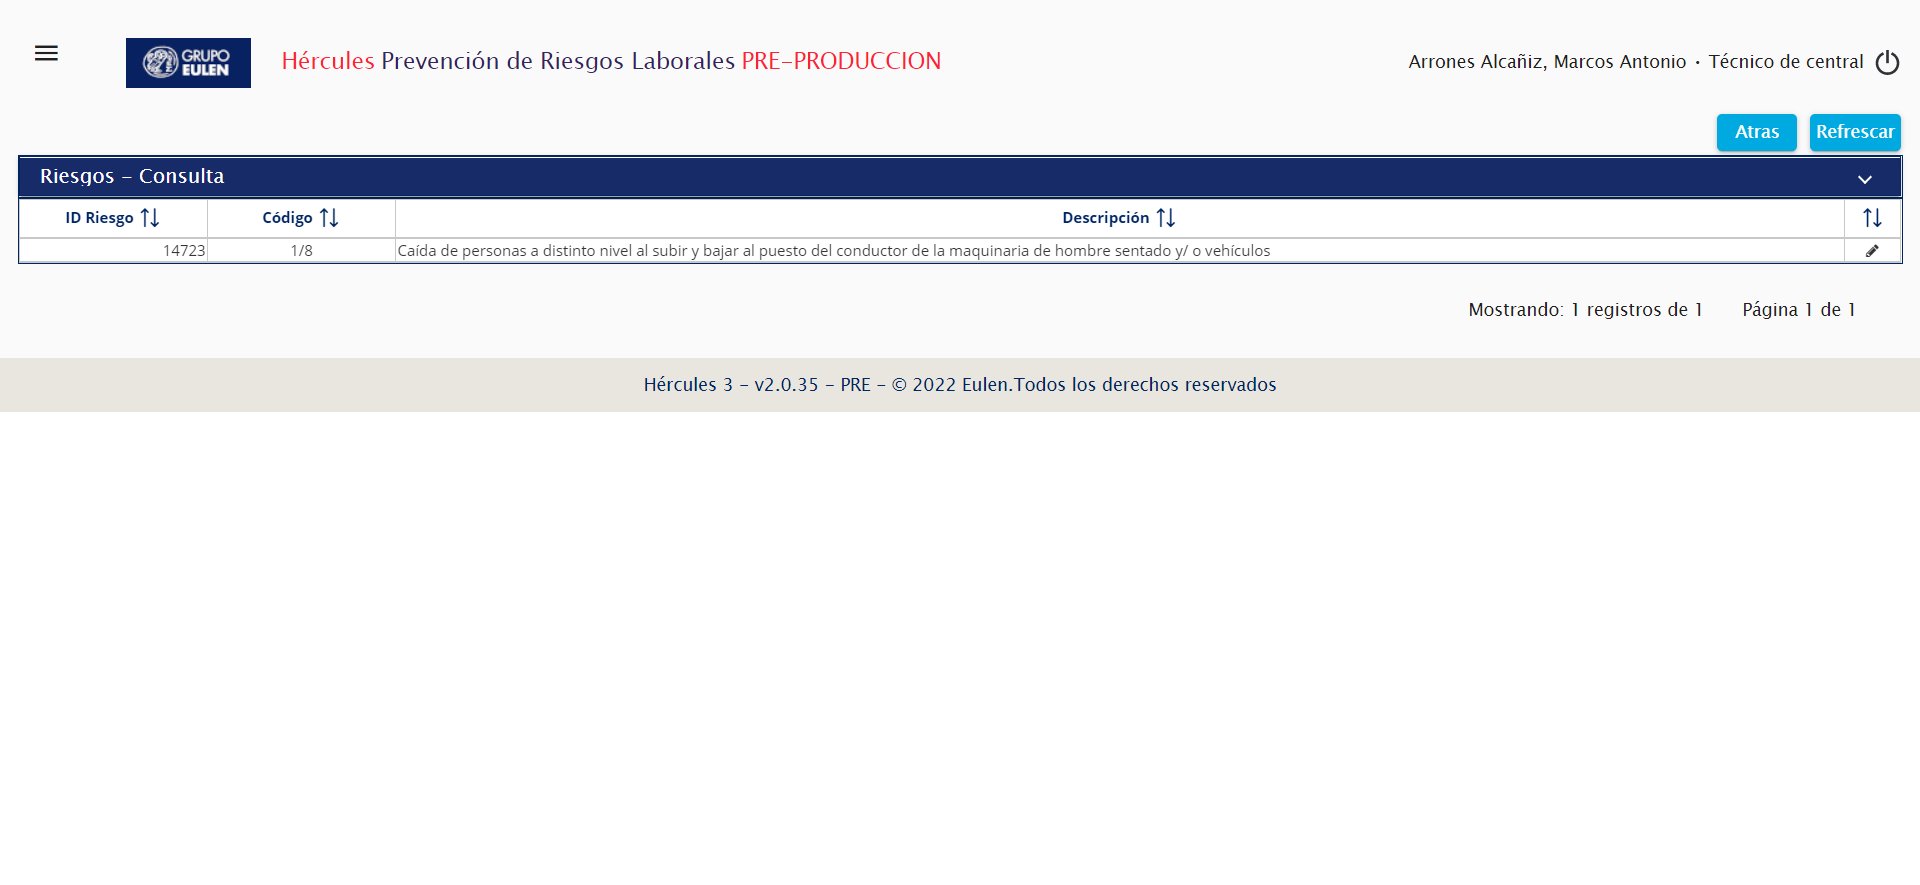 GRUPO
EULEN
Hércules Prevención de Riesgos Laborales PRE-PRODUCCION
Arrones Alcañiz, Marcos Antonio · Técnico de central
Atras Refrescar
Riesgos - Consulta
ID Riesgo Código Descripción
14723 1/8 Caída de personas a distinto nivel al subir y bajar al puesto del conductor de la maquinaria de hombre sentado y/ o vehículos
Mostrando: 1 registros de 1 Página 1 de 1
Hércules 3 - v2.0.35 - PRE - © 2022 Eulen.Todos los derechos reservados